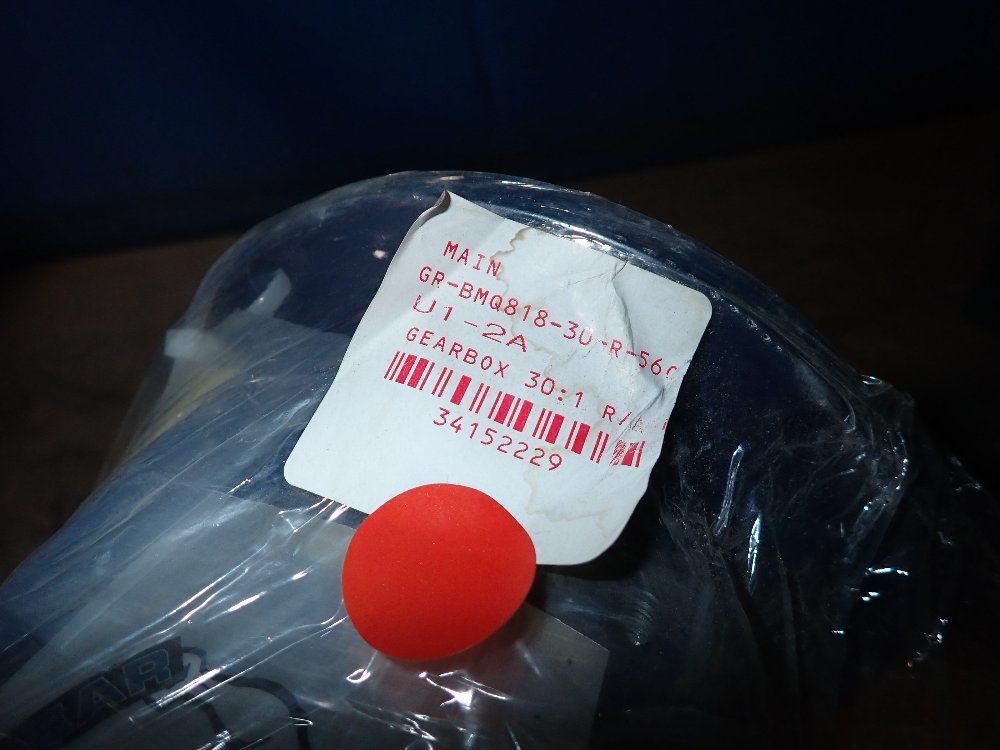 MAIN
GR-BMQ818-30-R-56
U1-2A
GEARBOX 30:1 R/A
34152229